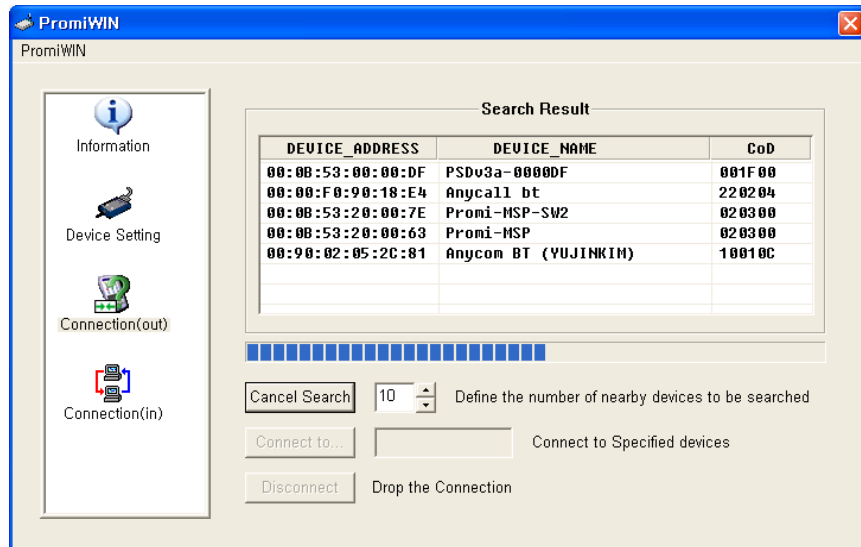 PromiWIN
PromiWIN
Information
Device Setting
Connection(out)
Connection(in)
Search Result
DEVICE_ADDRESS DEVICE_NAME CoD
00:0B:53:00:00:DF PSDv3a-0000DF 001F00
00:00:F0:90:18:E4 Anycall bt 220204
00:0B:53:20:00:7E Promi-MSP-SW2 020300
00:0B:53:20:00:63 Promi-MSP 020300
00:90:02:05:2C:81 Anycom BT (YUJINKIM) 10010C
Cancel Search 10 Define the number of nearby devices to be searched
Connect to... Connect to Specified devices
Disconnect Drop the Connection